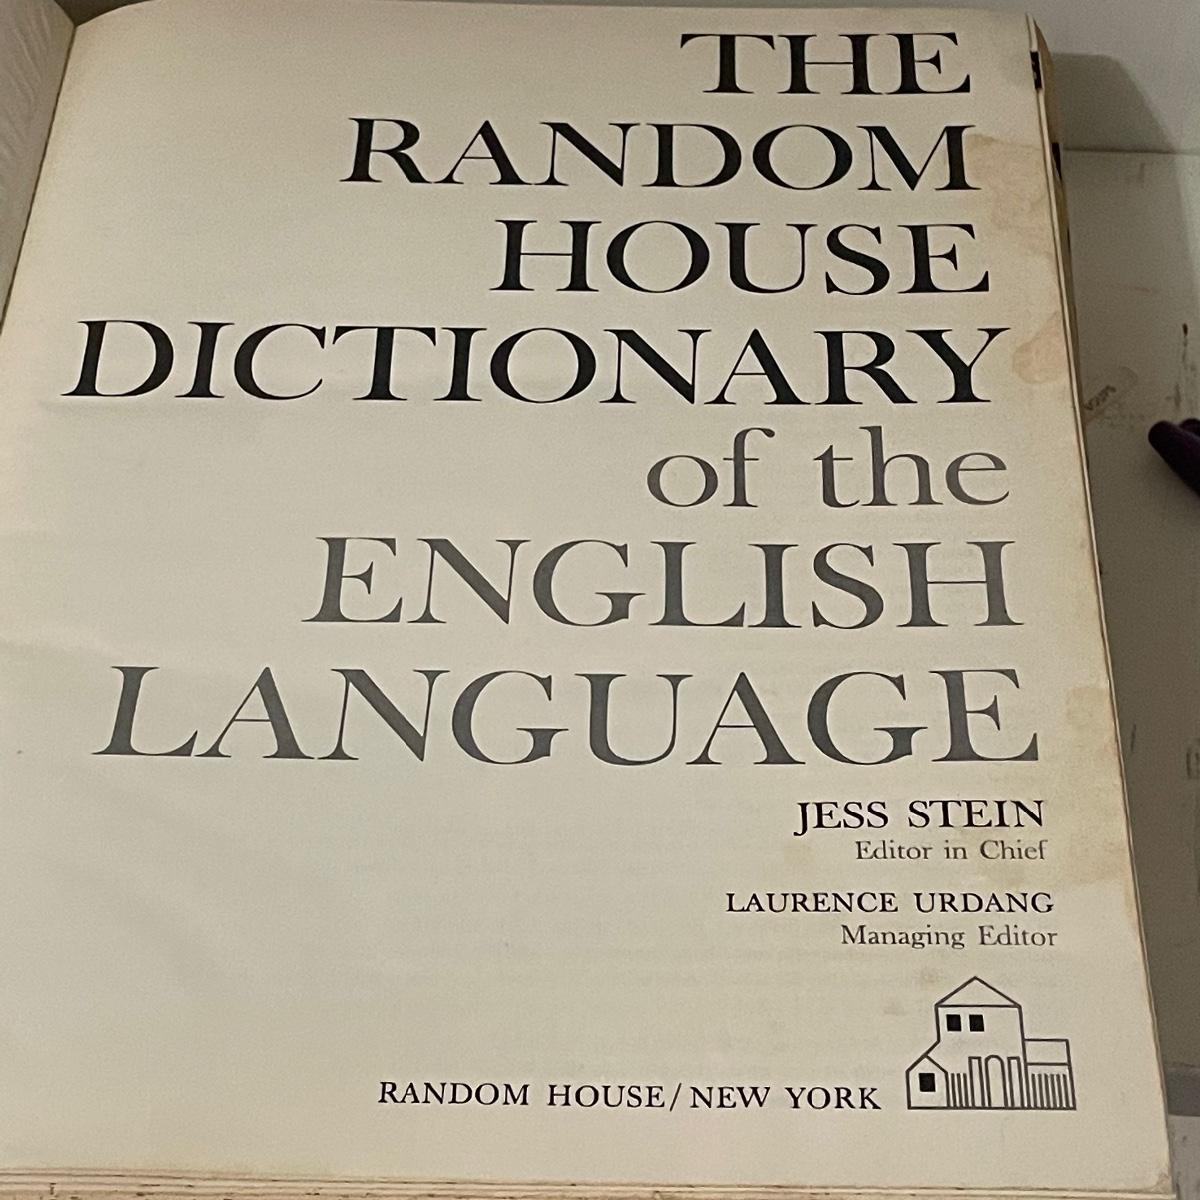 THE
RANDOM
HOUSE
DICTIONARY
of the
ENGLISH
LANGUAGE
JESS STEIN
Editor in Chief
LAURENCE URDANG
Managing Editor
RANDOM HOUSE/NEW YORK